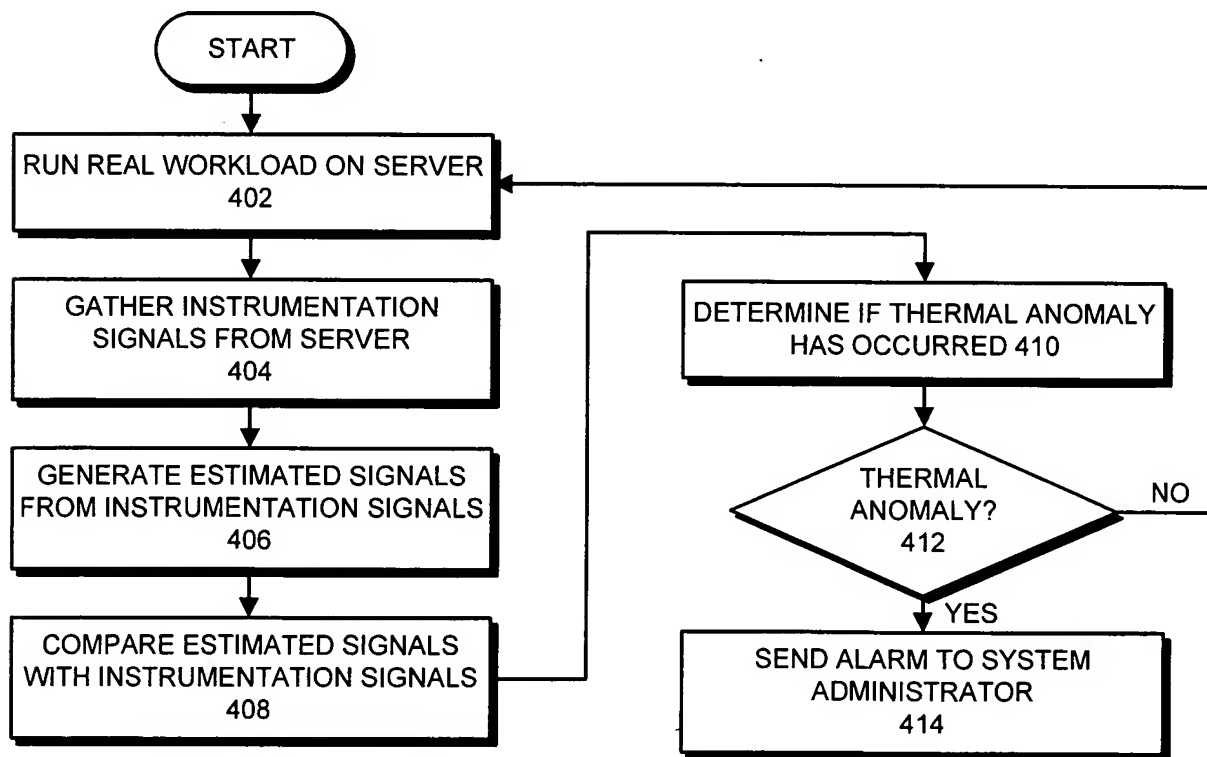 START
RUN REAL WORKLOAD ON SERVER
402
GATHER INSTRUMENTATION
SIGNALS FROM SERVER
404
GENERATE ESTIMATED SIGNALS
FROM INSTRUMENTATION SIGNALS
406
COMPARE ESTIMATED SIGNALS
WITH INSTRUMENTATION SIGNALS
408
DETERMINE IF THERMAL ANOMALY
HAS OCCURRED 410
THERMAL
ANOMALY?
412
NO
YES
SEND ALARM TO SYSTEM
ADMINISTRATOR
414